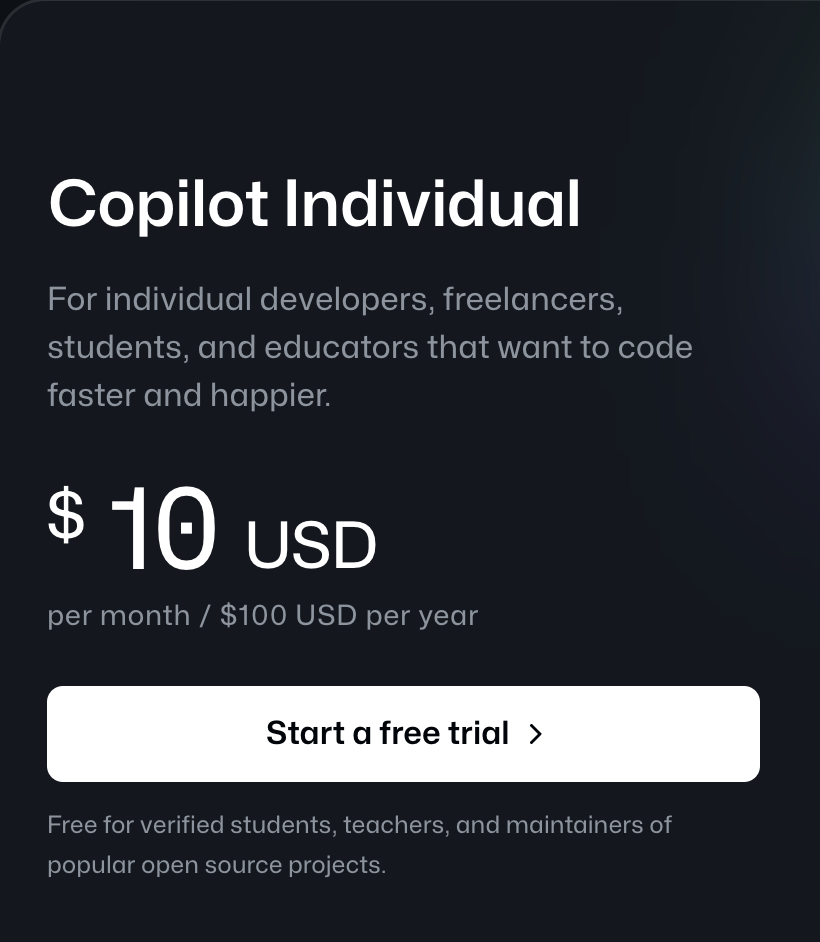 Copilot Individual
For individual developers, freelancers,
students, and educators that want to code
faster and happier.
$ 10 USD
per month / $100 USD per year
Start a free trial
Free for verified students, teachers, and maintainers of
popular open source projects.